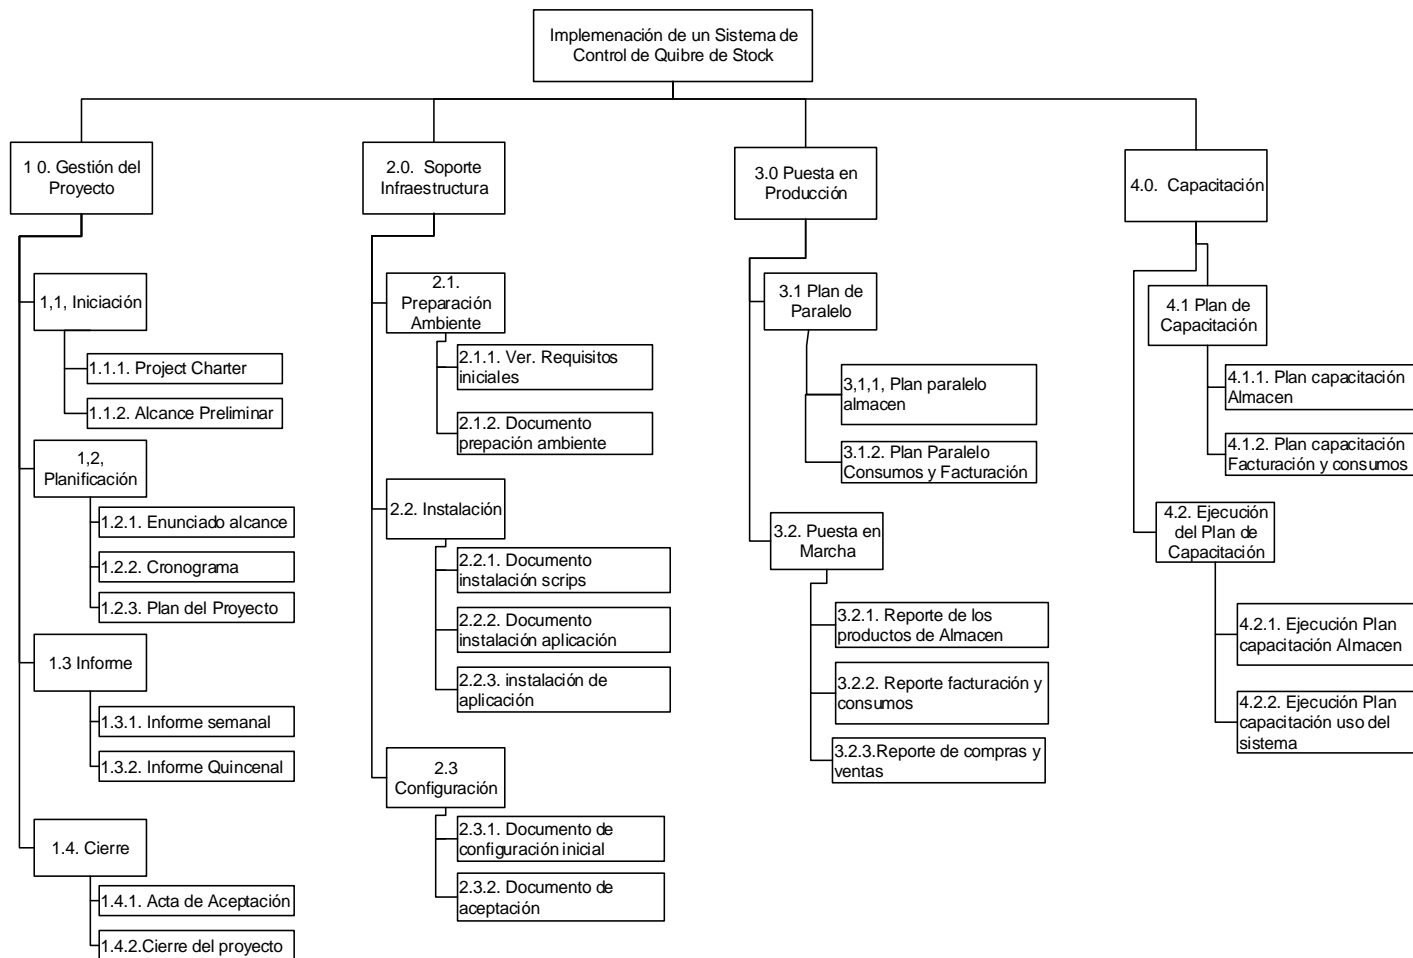 Implemenación de un Sistema de
Control de Quibre de Stock
1 0. Gestión del
Proyecto
1,1, Iniciación
1.1.1. Project Charter
1.1.2. Alcance Preliminar
1,2,
Planificación
1.2.1. Enunciado alcance
1.2.2. Cronograma
1.2.3. Plan del Proyecto
1.3 Informe
1.3.1. Informe semanal
1.3.2. Informe Quincenal
1.4. Cierre
1.4.1. Acta de Aceptación
1.4.2.Cierre del proyecto
2.0. Soporte
Infraestructura
2.1.
Preparación
Ambiente
2.1.1. Ver. Requisitos
iniciales
2.1.2. Documento
prepación ambiente
2.2. Instalación
2.2.1. Documento
instalación scrips
2.2.2. Documento
instalación aplicación
2.2.3. instalación de
aplicación
2.3
Configuración
2.3.1. Documento de
configuración inicial
2.3.2. Documento de
aceptación
3.0 Puesta en
Producción
3.1 Plan de
Paralelo
3,1,1, Plan paralelo
almacen
3.1.2. Plan Paralelo
Consumos y Facturación
3.2. Puesta en
Marcha
3.2.1. Reporte de los
productos de Almacen
3.2.2. Reporte facturación y
consumos
3.2.3.Reporte de compras y
ventas
4.0. Capacitación
4.1 Plan de
Capacitación
4.1.1. Plan capacitación
Almacen
4.1.2. Plan capacitación
Facturación y consumos
4.2. Ejecución
del Plan de
Capacitación
4.2.1. Ejecución Plan
capacitación Almacen
4.2.2. Ejecución Plan
capacitación uso del
sistema